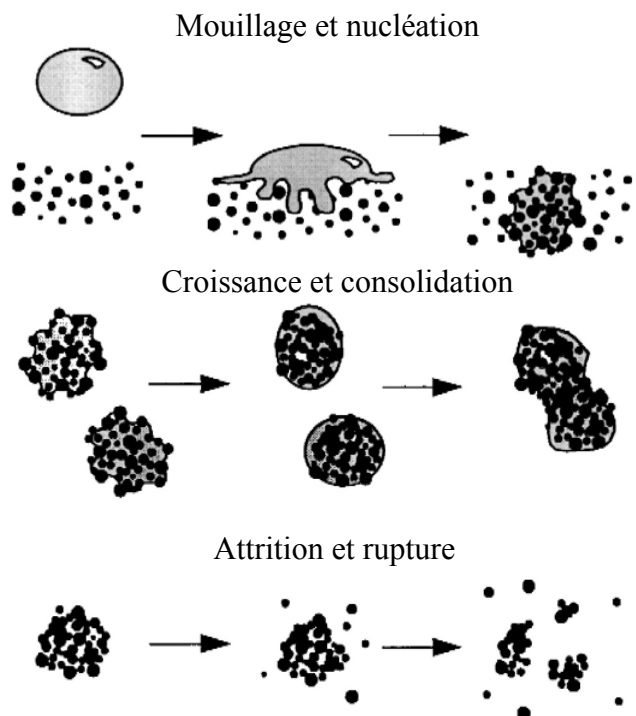 Mouillage et nucléation
Croissance et consolidation
Attrition et rupture